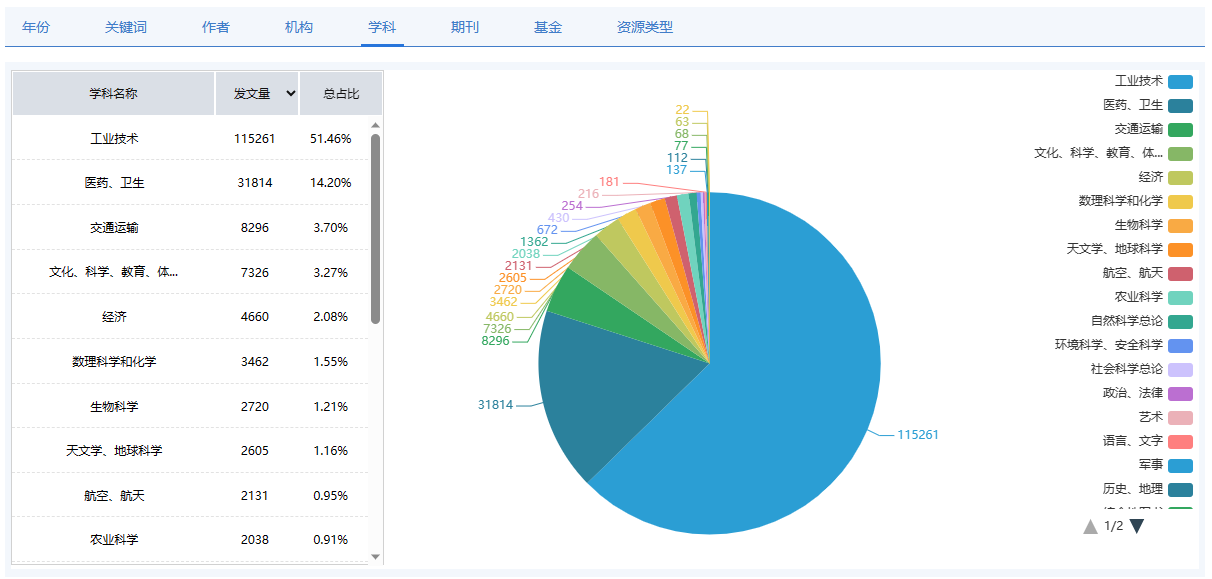 年份 关键词 作者 机构 学科 期刊 基金 资源类型
学科名称 发文量 总占比
工业技术 115261 51.46%
医药、卫生 31814 14.20%
交通运输 8296 3.70%
文化、科学、教育、体... 7326 3.27%
经济 4660 2.08%
数理科学和化学 3462 1.55%
生物科学 2720 1.21%
天文学、地球科学 2605 1.16%
航空、航天 2131 0.95%
农业科学 2038 0.91%
22
63
68
77
112
137
181
216
254
430
672
1362
2038
2131
2605
2720
3462
4660
7326
8296
31814
115261
工业技术
医药、卫生
交通运输
文化、科学、教育、体...
经济
数理科学和化学
生物科学
天文学、地球科学
航空、航天
农业科学
自然科学总论
环境科学、安全科学
社会科学总论
政治、法律
艺术
语言、文字
军事
历史、地理
1/2